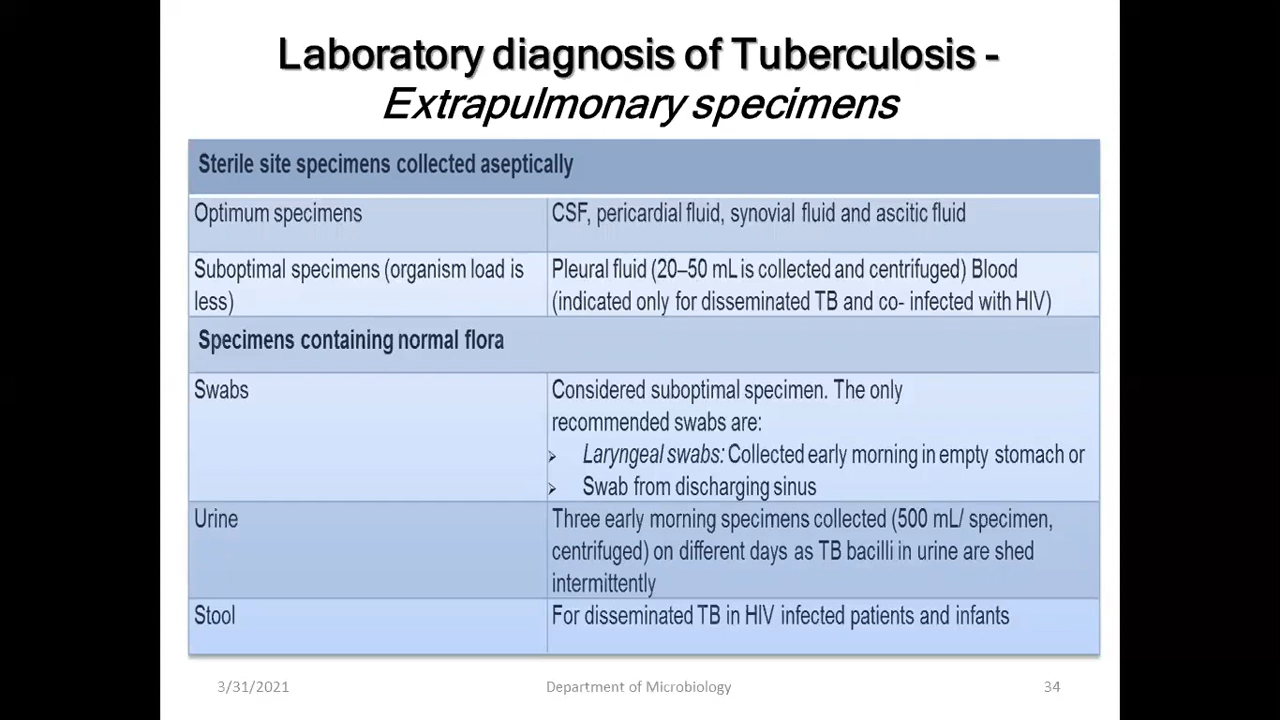 Laboratory diagnosis of Tuberculosis -
Extrapulmonary specimens
Sterile site specimens collected aseptically
Optimum specimens
CSF, pericardial fluid, synovial fluid and ascitic fluid
Suboptimal specimens (organism load is
less)
Pleural fluid (20–50 mL is collected and centrifuged) Blood
(indicated only for disseminated TB and co- infected with HIV)
Specimens containing normal flora
Swabs
Considered suboptimal specimen. The only
recommended swabs are:
Laryngeal swabs: Collected early morning in empty stomach or
Swab from discharging sinus
Urine
Three early morning specimens collected (500 mL/ specimen,
centrifuged) on different days as TB bacilli in urine are shed
intermittently
Stool
For disseminated TB in HIV infected patients and infants
3/31/2021
Department of Microbiology
34